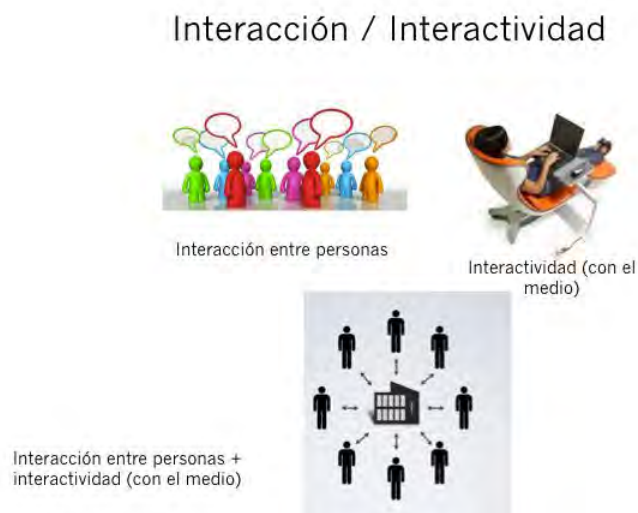 Interacción / Interactividad
Interacción entre personas
Interactividad (con el
medio)
Interacción entre personas +
interactividad (con el medio)